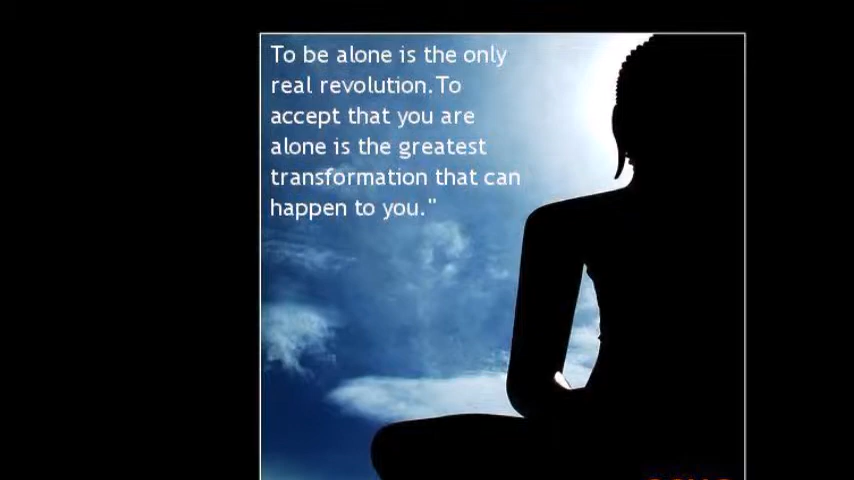 To be alone is the only
real revolution.To
accept that you are
alone is the greatest
transformation that can
happen to you."